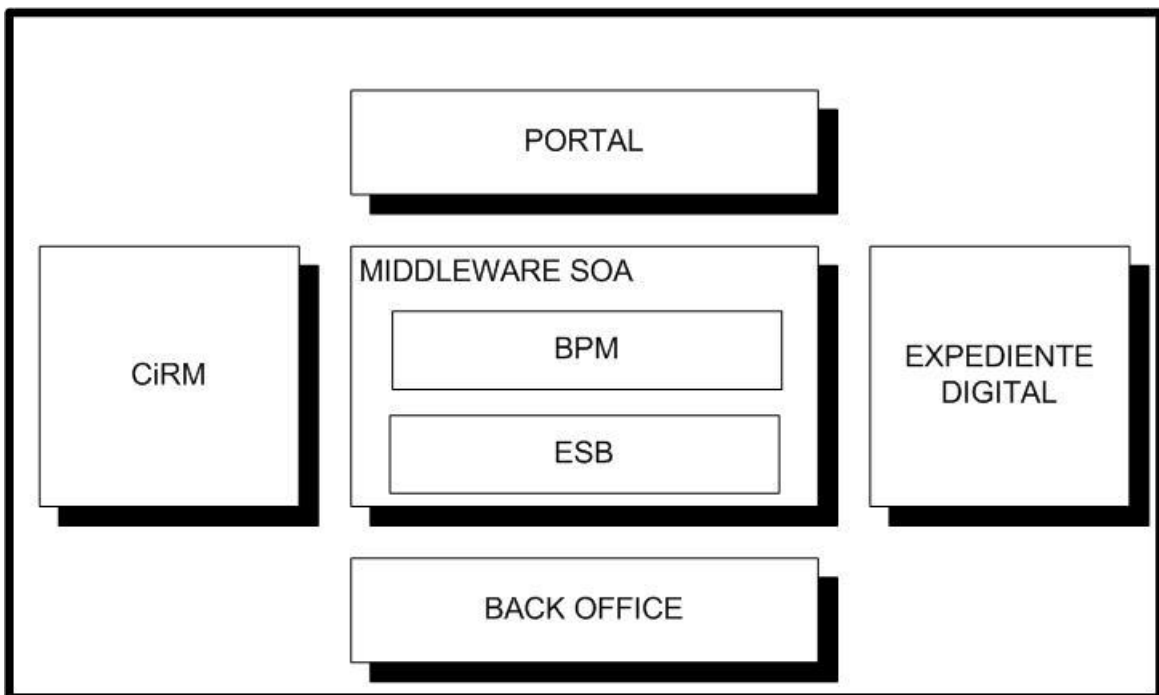 PORTAL
MIDDLEWARE SOA
BPM
ESB
CiRM
EXPEDIENTE
DIGITAL
BACK OFFICE